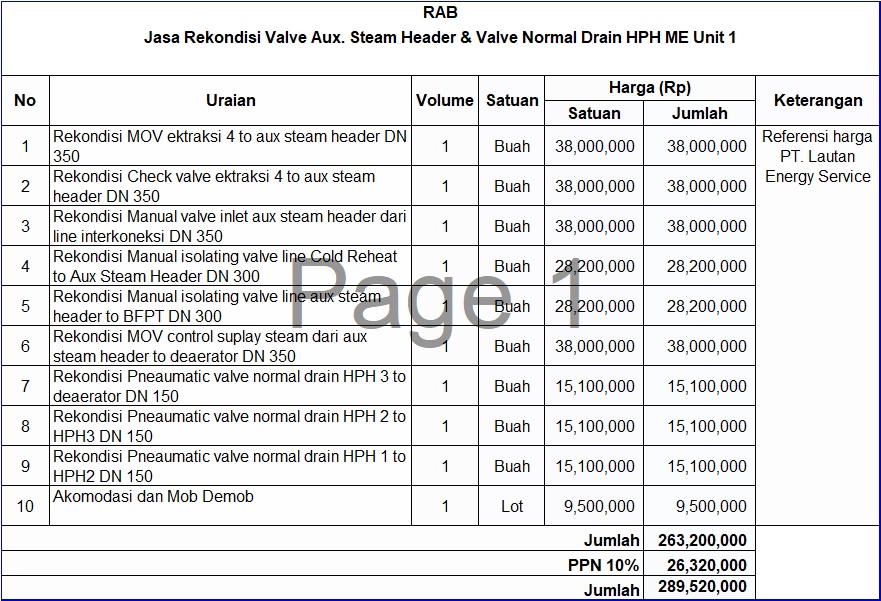 RAB
Jasa Rekondisi Valve Aux. Steam Header & Valve Normal Drain HPH ME Unit 1
No Uraian Volume Satuan Harga (Rp) Keterangan
Satuan Jumlah
1 Rekondisi MOV ektraksi 4 to aux steam header DN 1 Buah 38,000,000 38,000,000 Referensi harga
350 PT. Lautan
2 Rekondisi Check valve ektraksi 4 to aux steam 1 Buah 38,000,000 38,000,000 Energy Service
header DN 350
3 Rekondisi Manual valve inlet aux steam header dari 1 Buah 38,000,000 38,000,000
line interkoneksi DN 350
4 Rekondisi Manual isolating valve line Cold Reheat 1 Buah 28,200,000 28,200,000
to Aux Steam Header DN 300
5 Rekondisi Manual isolating valve line aux steam 1 Buah 28,200,000 28,200,000
header to BFPT DN 300
6 Rekondisi MOV control suplay steam dari aux 1 Buah 38,000,000 38,000,000
steam header to deaerator DN 350
7 Rekondisi Pneaumatic valve normal drain HPH 3 to 1 Buah 15,100,000 15,100,000
deaerator DN 150
8 Rekondisi Pneaumatic valve normal drain HPH 2 to 1 Buah 15,100,000 15,100,000
HPH3 DN 150
9 Rekondisi Pneaumatic valve normal drain HPH 1 to 1 Buah 15,100,000 15,100,000
HPH2 DN 150
10 Akomodasi dan Mob Demob 1 Lot 9,500,000 9,500,000
Jumlah 263,200,000
PPN 10% 26,320,000
Jumlah 289,520,000
Page 1